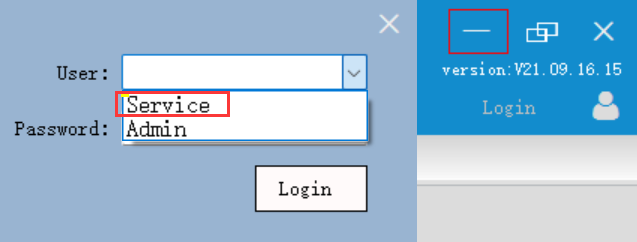 User:
Service
Admin
Password:
Login
version:V21.09.16.15
Login